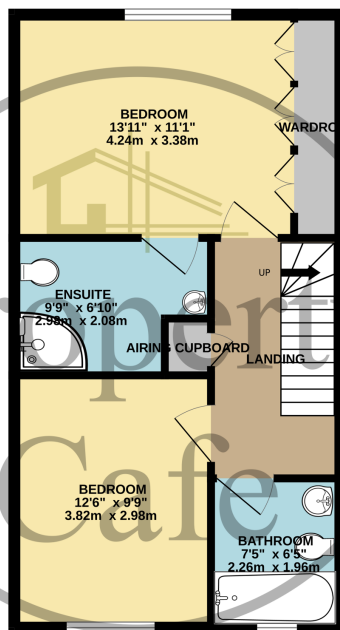 BEDROOM
13'11" x 11'1"
4.24m x 3.38m
WARDRO
UP
ENSUITE
9'9" x 6'10"
2.98m x 2.08m
AIRING CUPBOARD
LANDING
ropert
BEDROOM
12'6" x 9'9"
3.82m x 2.98m
Cafe
BATHROOM
7'5" x 6'5"
2.26m x 1.96m